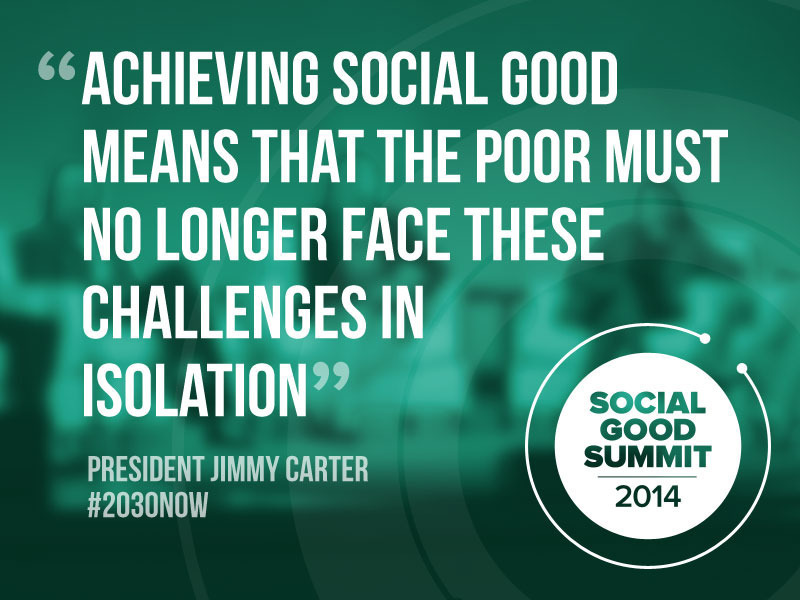 “ACHIEVING SOCIAL GOOD
MEANS THAT THE POOR MUST
NO LONGER FACE THESE
CHALLENGES IN
ISOLATION”
PRESIDENT JIMMY CARTER
#2030NOW
SOCIAL
GOOD
SUMMIT
2014